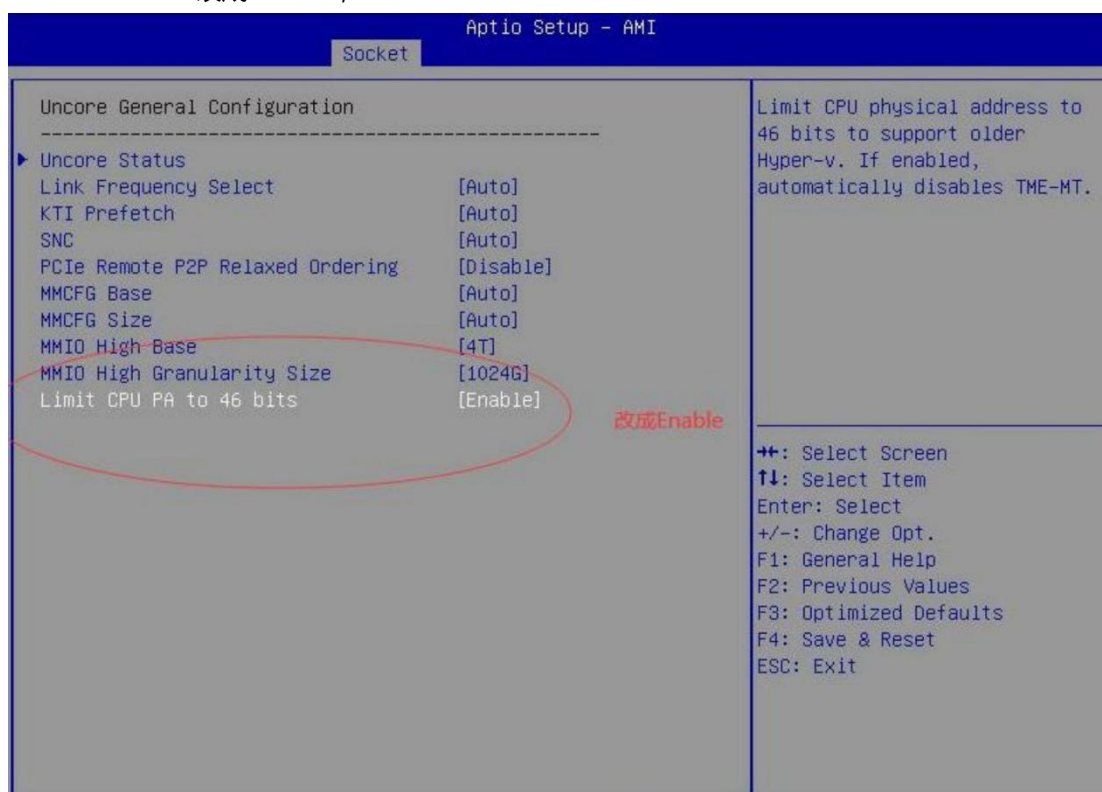 Aptio Setup - AMI
Socket
Uncore General Configuration
Uncore Status
Link Frequency Select [Auto]
KTI Prefetch [Auto]
SNC [Auto]
PCIe Remote P2P Relaxed Ordering [Disable]
MMCFG Base [Auto]
MMCFG Size [Auto]
MMIO High Base [4T]
MMIO High Granularity Size [1024G]
Limit CPU PA to 46 bits [Enable]
改成Enable
Limit CPU physical address to
46 bits to support older
Hyper-v. If enabled,
automatically disables TME-MT.
→←: Select Screen
↑↓: Select Item
Enter: Select
+/-: Change Opt.
F1: General Help
F2: Previous Values
F3: Optimized Defaults
F4: Save & Reset
ESC: Exit